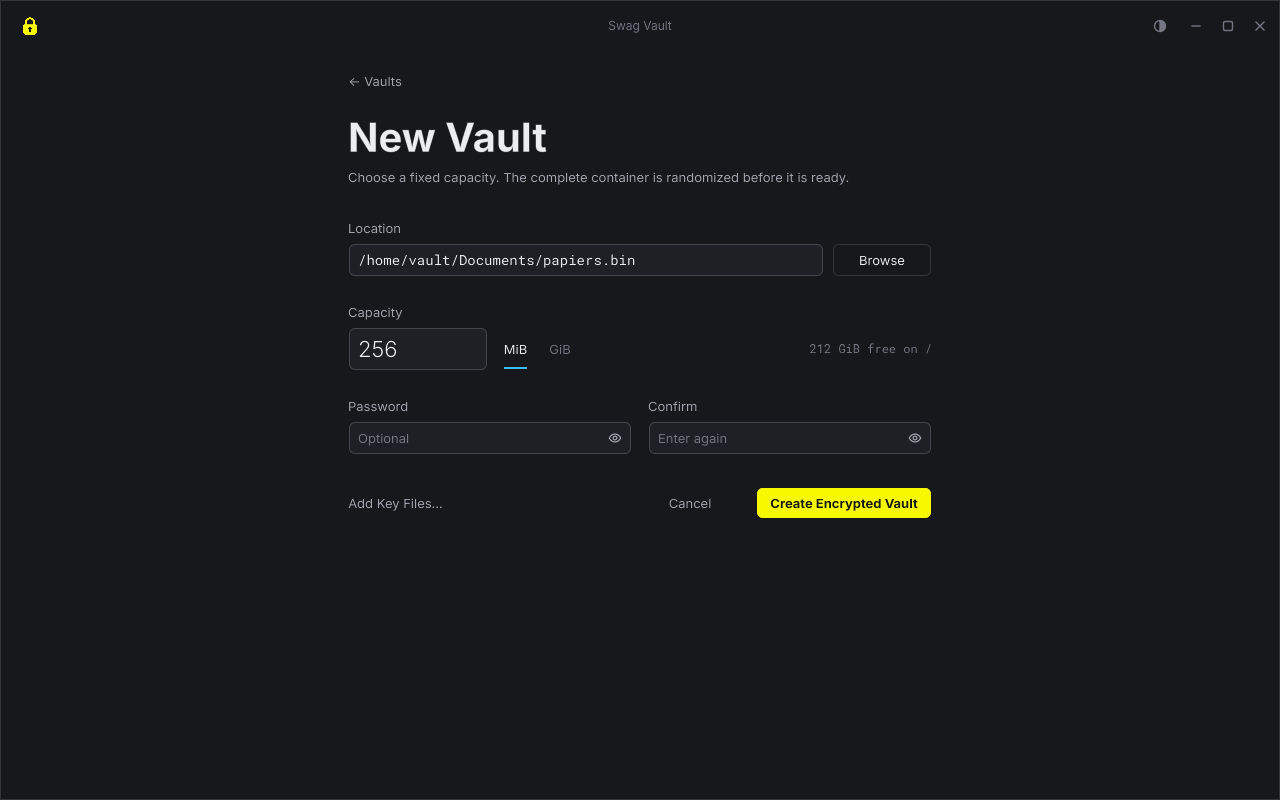 Swag Vault
← Vaults
New Vault
Choose a fixed capacity. The complete container is randomized before it is ready.
Location
/home/vault/Documents/papiers.bin
Browse
Capacity
256
MiB
GiB
212 GiB free on /
Password
Confirm
Optional
Enter again
Add Key Files...
Cancel
Create Encrypted Vault